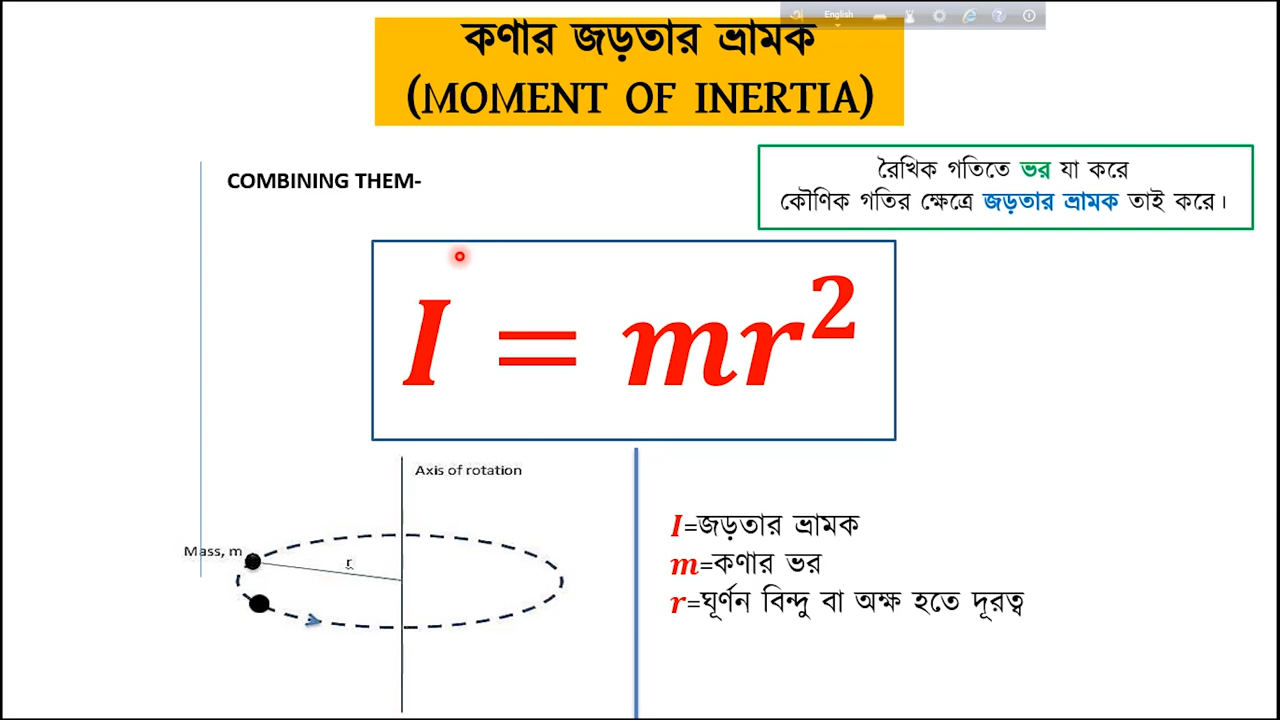 English
কণার জড়তার ভ্রামক
(MOMENT OF INERTIA)
COMBINING THEM-
রৈখিক গতিতে ভর যা করে
কৌণিক গতির ক্ষেত্রে জড়তার ভ্রামক তাই করে।
I = mr²
Axis of rotation
Mass, m
r
I=জড়তার ভ্রামক
m=কণার ভর
r=ঘূর্ণন বিন্দু বা অক্ষ হতে দূরত্ব